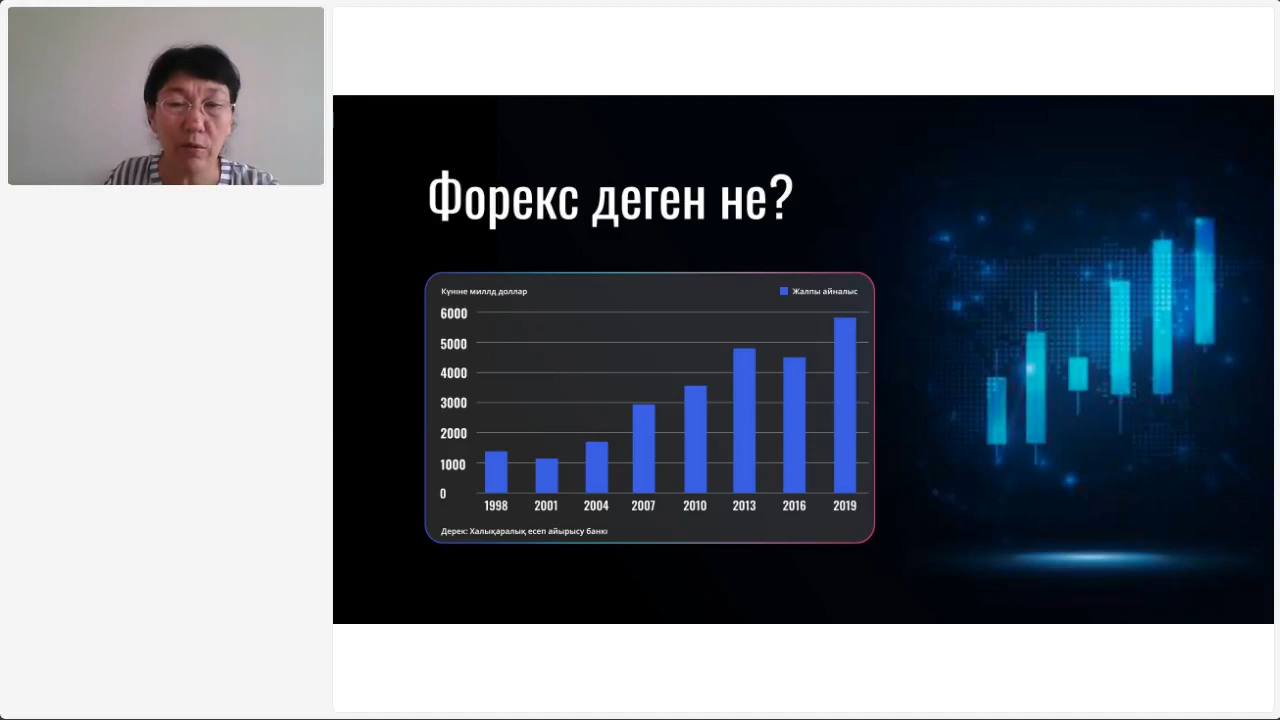 Форекс деген не?
Күніне миллд доллар
Жалпы айналыс
6000
5000
4000
3000
2000
1000
0
1998 2001 2004 2007 2010 2013 2016 2019
Дерек: Халықаралық есеп айырысу банкі